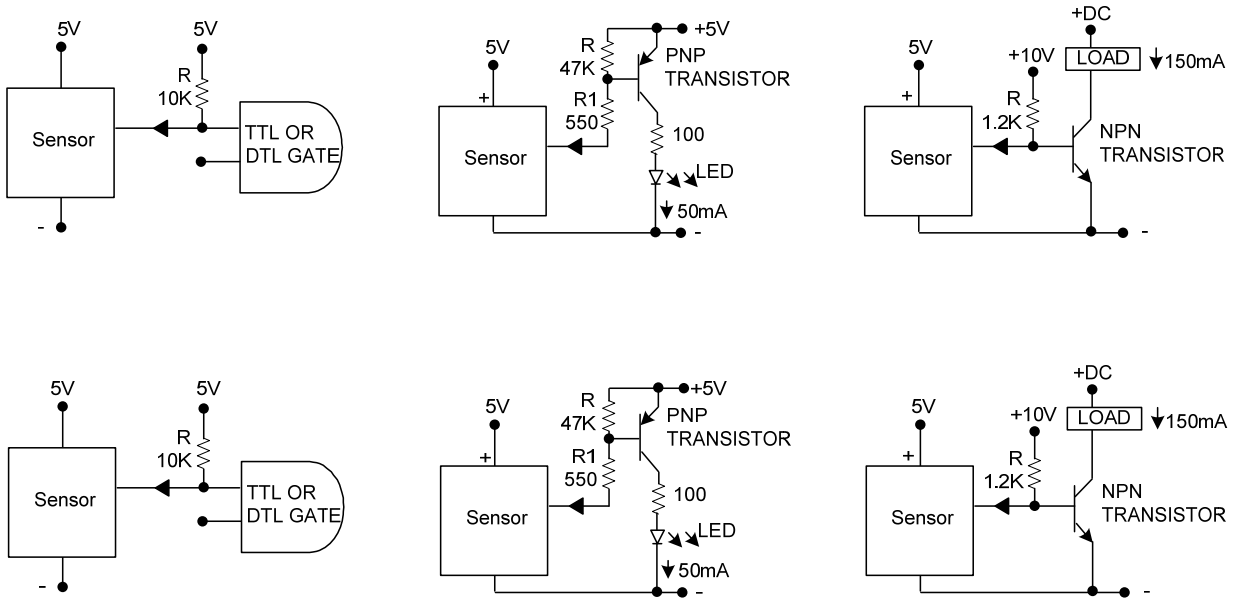 5V
5V
R
10K
Sensor
TTL OR
DTL GATE
-
5V
+
Sensor
+5V
R
47K
PNP
TRANSISTOR
R1
550
100
LED
50mA
-
5V
+
Sensor
+DC
LOAD
150mA
+10V
R
1.2K
NPN
TRANSISTOR
-
5V
5V
R
10K
Sensor
TTL OR
DTL GATE
-
5V
+
Sensor
+5V
R
47K
PNP
TRANSISTOR
R1
550
100
LED
50mA
-
5V
+
Sensor
+DC
LOAD
150mA
+10V
R
1.2K
NPN
TRANSISTOR
-